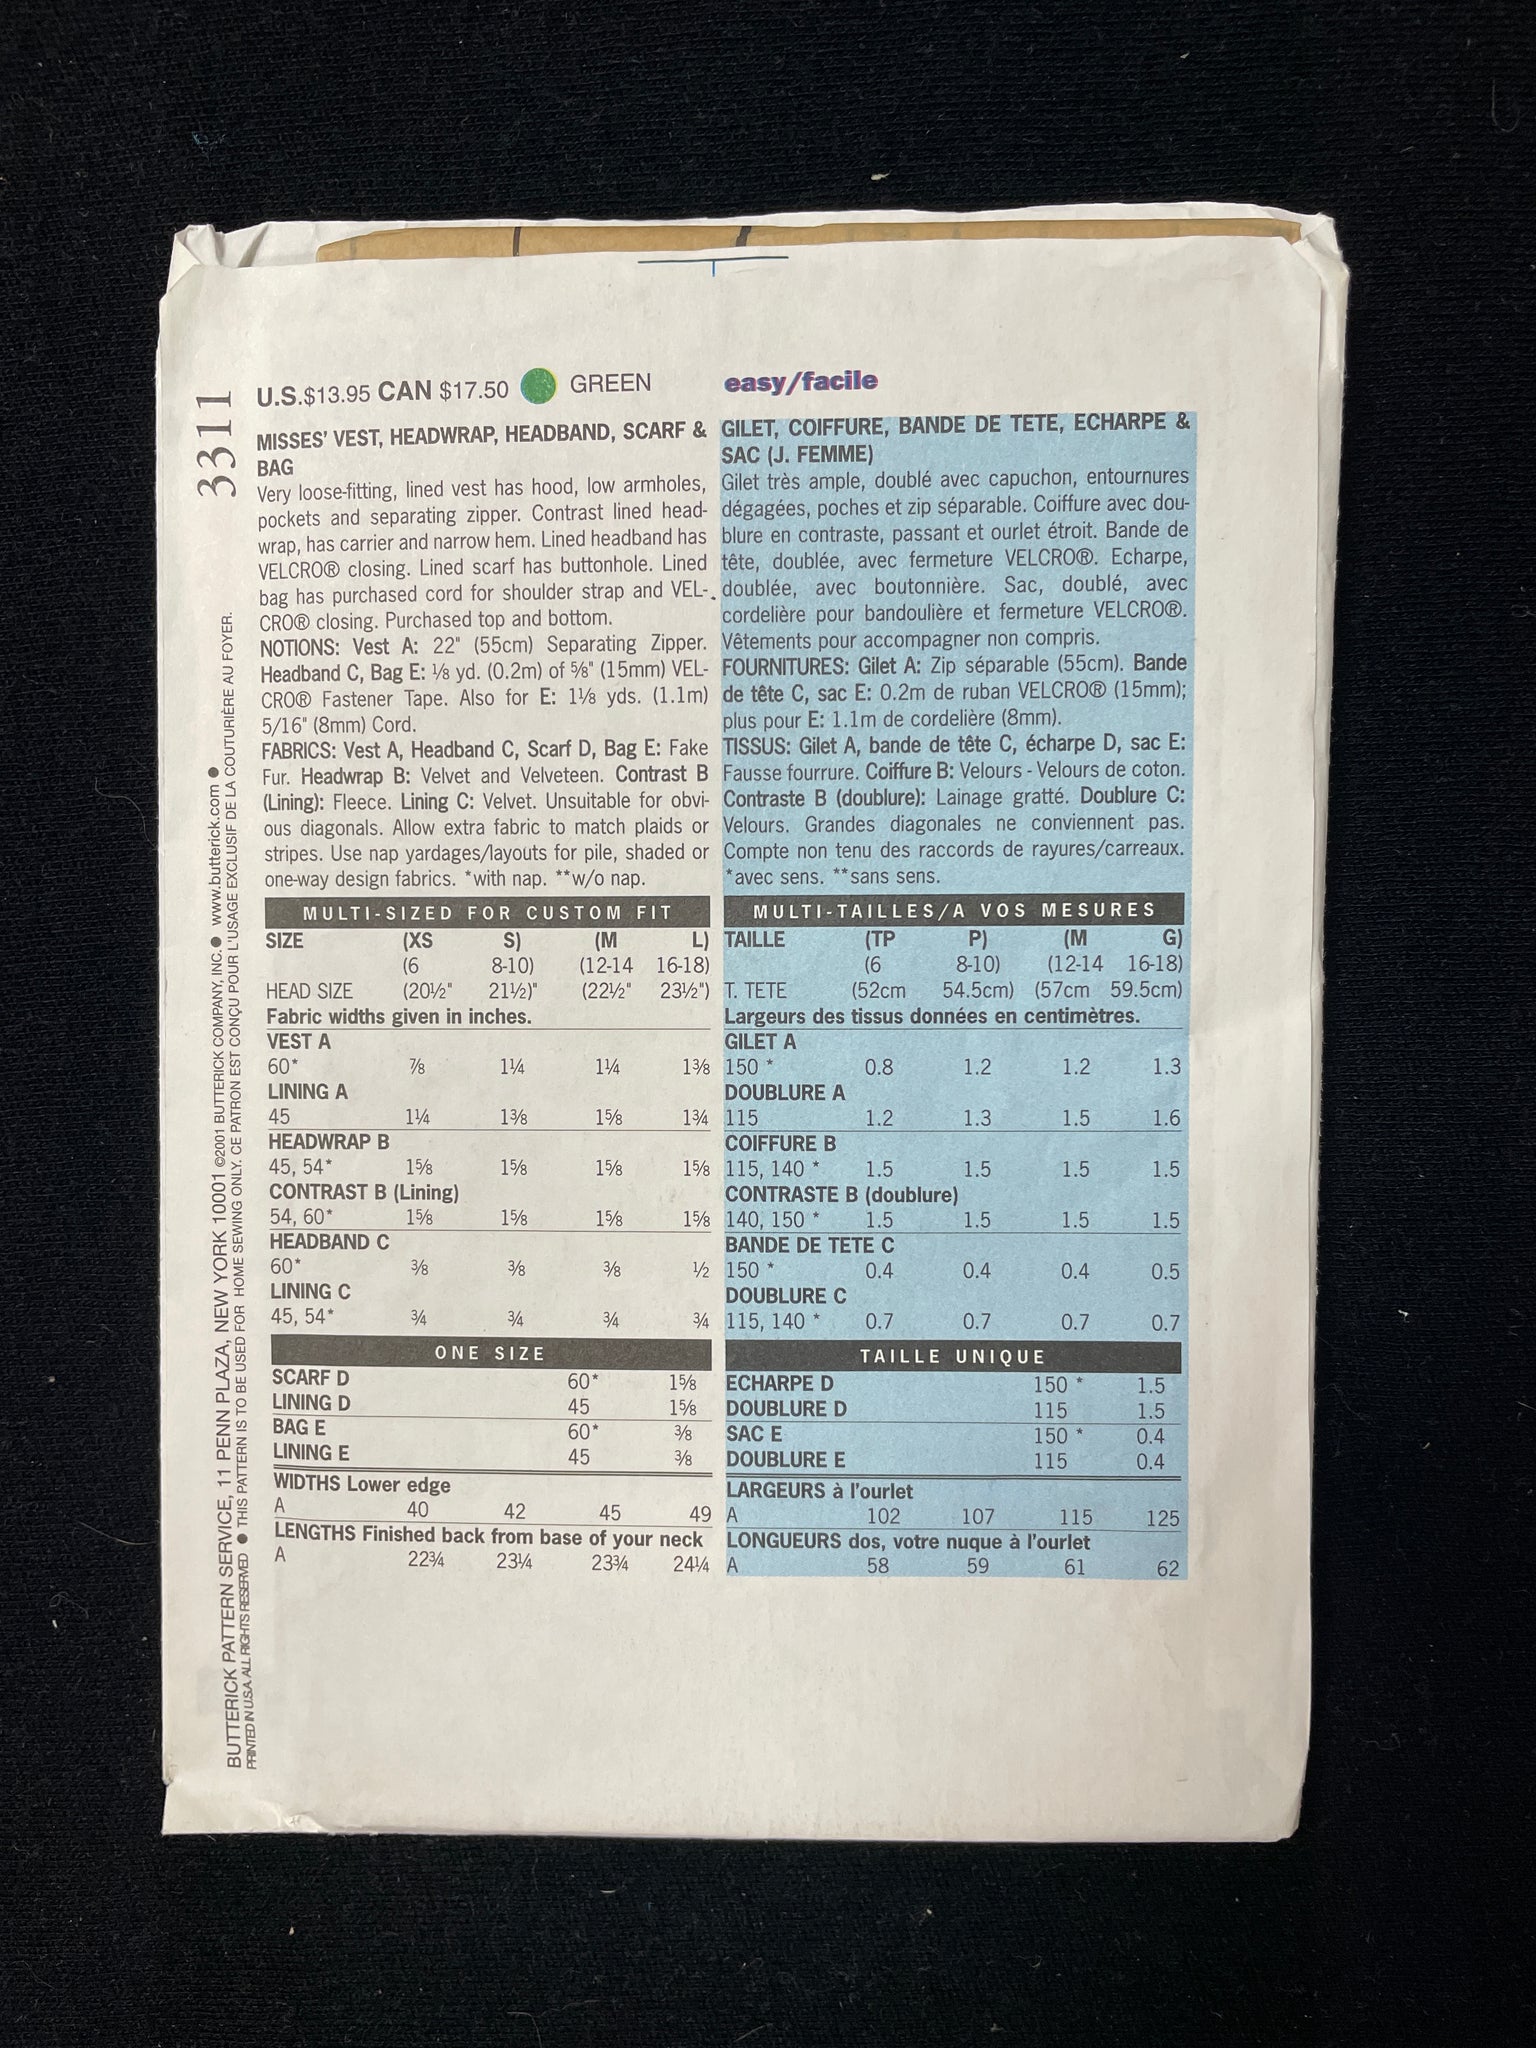 3311
U.S.$13.95 CAN $17.50 GREEN
easy/facile
MISSES' VEST, HEADWRAP, HEADBAND, SCARF &
BAG
Very loose-fitting, lined vest has hood, low armholes,
pockets and separating zipper. Contrast lined head-
wrap, has carrier and narrow hem. Lined headband has
VELCRO® closing. Lined scarf has buttonhole. Lined
bag has purchased cord for shoulder strap and VEL-
CRO® closing. Purchased top and bottom.
NOTIONS: Vest A: 22" (55cm) Separating Zipper.
Headband C, Bag E: ⅛ yd. (0.2m) of ⅝" (15mm) VEL-
CRO® Fastener Tape. Also for E: 1⅛ yds. (1.1m)
5/16" (8mm) Cord.
FABRICS: Vest A, Headband C, Scarf D, Bag E: Fake
Fur. Headwrap B: Velvet and Velveteen. Contrast B
(Lining): Fleece. Lining C: Velvet. Unsuitable for obvi-
ous diagonals. Allow extra fabric to match plaids or
stripes. Use nap yardages/layouts for pile, shaded or
one-way design fabrics. *with nap. **w/o nap.
MULTI-SIZED FOR CUSTOM FIT
SIZE (XS S) (M L)
(6 8-10) (12-14 16-18)
HEAD SIZE (20½" 21½)" (22½" 23½")
Fabric widths given in inches.
VEST A
60* ⅞ 1¼ 1¼ 1⅜
LINING A
45 1¼ 1⅜ 1⅝ 1¾
HEADWRAP B
45, 54* 1⅝ 1⅝ 1⅝ 1⅝
CONTRAST B (Lining)
54, 60* 1⅝ 1⅝ 1⅝ 1⅝
HEADBAND C
60* ⅜ ⅜ ⅜ ½
LINING C
45, 54* ¾ ¾ ¾ ¾
ONE SIZE
SCARF D 60* 1⅝
LINING D 45 1⅝
BAG E 60* ⅜
LINING E 45 ⅜
WIDTHS Lower edge
A 40 42 45 49
LENGTHS Finished back from base of your neck
A 22¾ 23¼ 23¾ 24¼
GILET, COIFFURE, BANDE DE TETE, ECHARPE &
SAC (J. FEMME)
Gilet très ample, doublé avec capuchon, entournures
dégagées, poches et zip séparable. Coiffure avec dou-
blure en contraste, passant et ourlet étroit. Bande de
tête, doublée, avec fermeture VELCRO®. Echarpe,
doublée, avec boutonnière. Sac, doublé, avec
cordelière pour bandoulière et fermeture VELCRO®.
Vêtements pour accompagner non compris.
FOURNITURES: Gilet A: Zip séparable (55cm). Bande
de tête C, sac E: 0.2m de ruban VELCRO® (15mm);
plus pour E: 1.1m de cordelière (8mm).
TISSUS: Gilet A, bande de tête C, écharpe D, sac E:
Fausse fourrure. Coiffure B: Velours - Velours de coton.
Contraste B (doublure): Lainage gratté. Doublure C:
Velours. Grandes diagonales ne conviennent pas.
Compte non tenu des raccords de rayures/carreaux.
*avec sens. **sans sens.
MULTI-TAILLES/A VOS MESURES
TAILLE (TP P) (M G)
(6 8-10) (12-14 16-18)
T. TETE (52cm 54.5cm) (57cm 59.5cm)
Largeurs des tissus données en centimètres.
GILET A
150 * 0.8 1.2 1.2 1.3
DOUBLURE A
115 1.2 1.3 1.5 1.6
COIFFURE B
115, 140 * 1.5 1.5 1.5 1.5
CONTRASTE B (doublure)
140, 150 * 1.5 1.5 1.5 1.5
BANDE DE TETE C
150 * 0.4 0.4 0.4 0.5
DOUBLURE C
115, 140 * 0.7 0.7 0.7 0.7
TAILLE UNIQUE
ECHARPE D 150 * 1.5
DOUBLURE D 115 1.5
SAC E 150 * 0.4
DOUBLURE E 115 0.4
LARGEURS à l'ourlet
A 102 107 115 125
LONGUEURS dos, votre nuque à l'ourlet
A 58 59 61 62
BUTTERICK PATTERN SERVICE, 11 PENN PLAZA, NEW YORK 10001 ©2001 BUTTERICK COMPANY, INC. ● www.butterick.com ●
PRINTED IN U.S.A. ALL RIGHTS RESERVED ● THIS PATTERN IS TO BE USED FOR HOME SEWING ONLY. CE PATRON EST CONÇU POUR L'USAGE EXCLUSIF DE LA COUTURIÈRE AU FOYER.